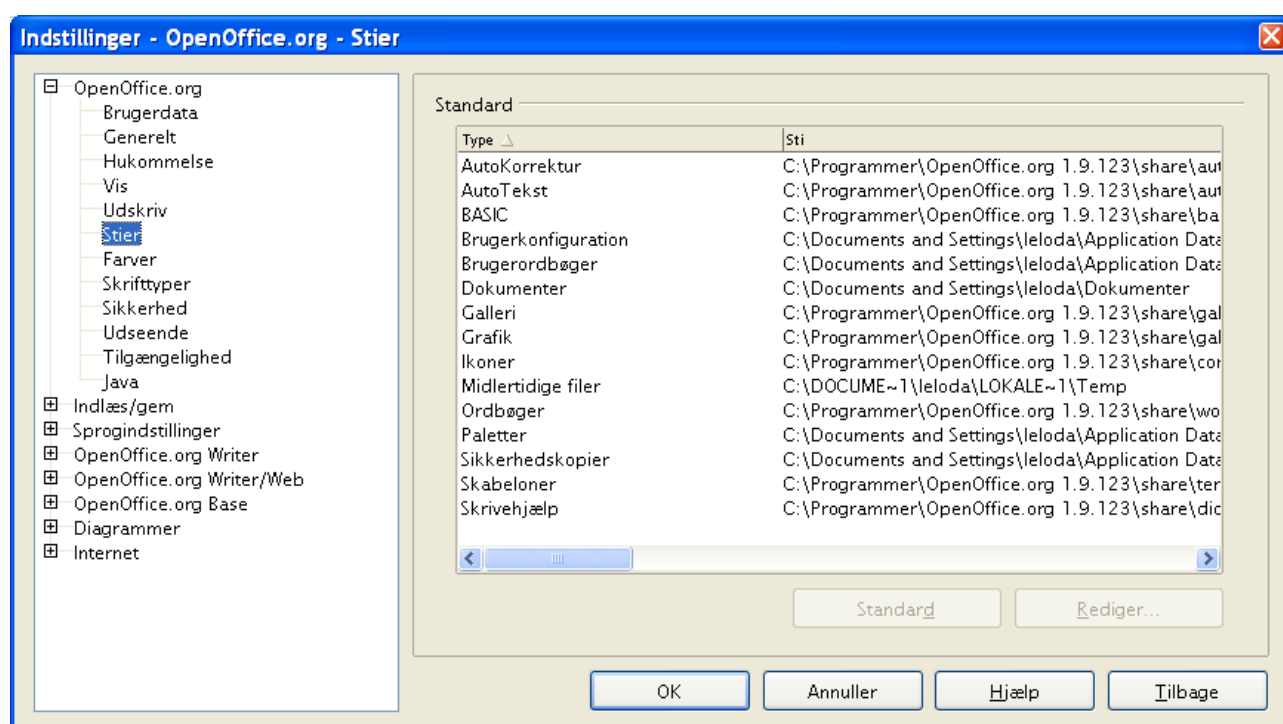 Indstillinger - OpenOffice.org - Stier
OpenOffice.org
Brugerdata
Generelt
Hukommelse
Vis
Udskriv
Stier
Farver
Skrifttyper
Sikkerhed
Udseende
Tilgængelighed
Java
Indlæs/gem
Sprogindstillinger
OpenOffice.org Writer
OpenOffice.org Writer/Web
OpenOffice.org Base
Diagrammer
Internet
Standard
Type Sti
AutoKorrektur C:\Programmer\OpenOffice.org 1.9.123\share\aut
AutoTekst C:\Programmer\OpenOffice.org 1.9.123\share\aut
BASIC C:\Programmer\OpenOffice.org 1.9.123\share\ba
Brugerkonfiguration C:\Documents and Settings\leloda\Application Data
Brugerordbøger C:\Documents and Settings\leloda\Application Data
Dokumenter C:\Documents and Settings\leloda\Dokumenter
Galleri C:\Programmer\OpenOffice.org 1.9.123\share\gal
Grafik C:\Programmer\OpenOffice.org 1.9.123\share\gal
Ikoner C:\Programmer\OpenOffice.org 1.9.123\share\cor
Midlertidige filer C:\DOCUME~1\leloda\LOKALE~1\Temp
Ordbøger C:\Programmer\OpenOffice.org 1.9.123\share\wo
Paletter C:\Documents and Settings\leloda\Application Data
Sikkerhedskopier C:\Documents and Settings\leloda\Application Data
Skabeloner C:\Programmer\OpenOffice.org 1.9.123\share\ter
Skrivehjælp C:\Programmer\OpenOffice.org 1.9.123\share\dic
Standard Rediger...
OK Annuller Hjælp Tilbage